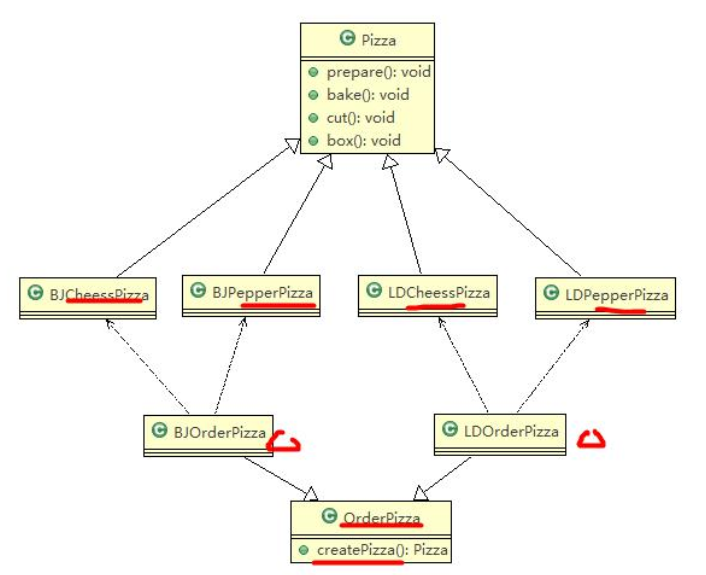 Pizza
prepare(): void
bake(): void
cut(): void
box(): void
BJCheessPizza
BJPepperPizza
LDCheessPizza
LDPepperPizza
BJOrderPizza
LDOrderPizza
OrderPizza
createPizza(): Pizza